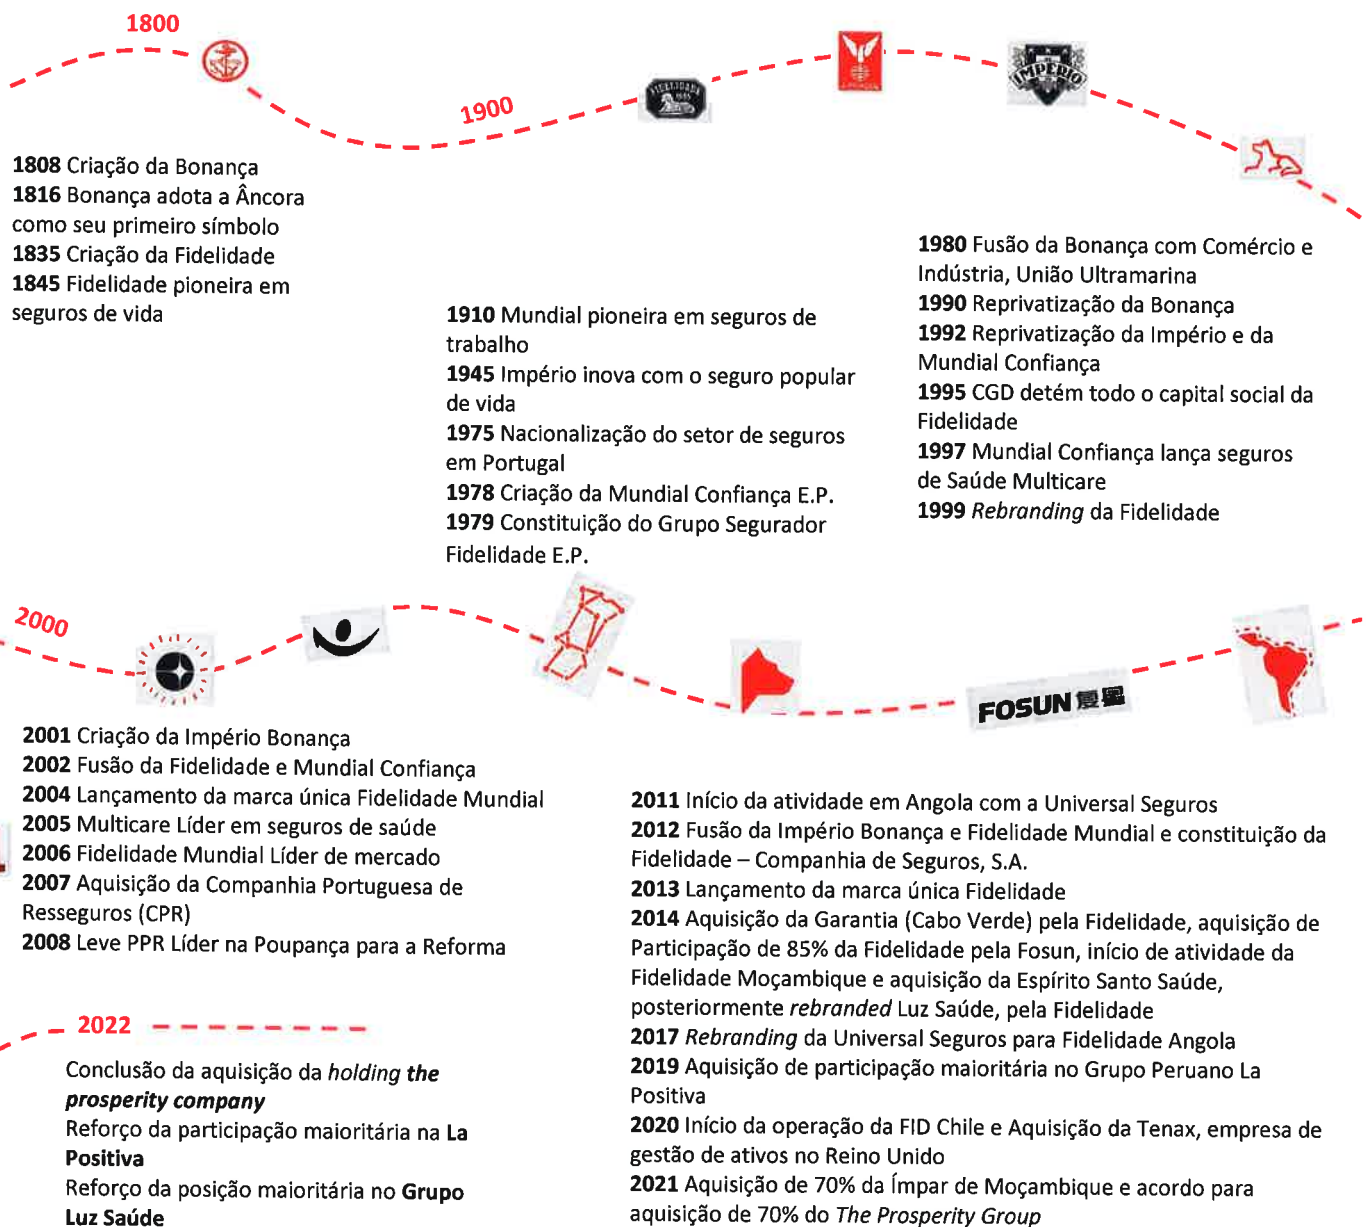 1800
1900
FIDELIDADE
1835
IMPÉRIO
1808 Criação da Bonança
1816 Bonança adota a Âncora
como seu primeiro símbolo
1835 Criação da Fidelidade
1845 Fidelidade pioneira em
seguros de vida
1910 Mundial pioneira em seguros de
trabalho
1945 Império inova com o seguro popular
de vida
1975 Nacionalização do setor de seguros
em Portugal
1978 Criação da Mundial Confiança E.P.
1979 Constituição do Grupo Segurador
Fidelidade E.P.
1980 Fusão da Bonança com Comércio e
Indústria, União Ultramarina
1990 Reprivatização da Bonança
1992 Reprivatização da Império e da
Mundial Confiança
1995 CGD detém todo o capital social da
Fidelidade
1997 Mundial Confiança lança seguros
de Saúde Multicare
1999 Rebranding da Fidelidade
2000
FOSUN 复星
2001 Criação da Império Bonança
2002 Fusão da Fidelidade e Mundial Confiança
2004 Lançamento da marca única Fidelidade Mundial
2005 Multicare Líder em seguros de saúde
2006 Fidelidade Mundial Líder de mercado
2007 Aquisição da Companhia Portuguesa de
Resseguros (CPR)
2008 Leve PPR Líder na Poupança para a Reforma
2011 Início da atividade em Angola com a Universal Seguros
2012 Fusão da Império Bonança e Fidelidade Mundial e constituição da
Fidelidade – Companhia de Seguros, S.A.
2013 Lançamento da marca única Fidelidade
2014 Aquisição da Garantia (Cabo Verde) pela Fidelidade, aquisição de
Participação de 85% da Fidelidade pela Fosun, início de atividade da
Fidelidade Moçambique e aquisição da Espírito Santo Saúde,
posteriormente rebranded Luz Saúde, pela Fidelidade
2017 Rebranding da Universal Seguros para Fidelidade Angola
2019 Aquisição de participação maioritária no Grupo Peruano La
Positiva
2020 Início da operação da FID Chile e Aquisição da Tenax, empresa de
gestão de ativos no Reino Unido
2021 Aquisição de 70% da Ímpar de Moçambique e acordo para
aquisição de 70% do The Prosperity Group
2022
Conclusão da aquisição da holding the
prosperity company
Reforço da participação maioritária na La
Positiva
Reforço da posição maioritária no Grupo
Luz Saúde